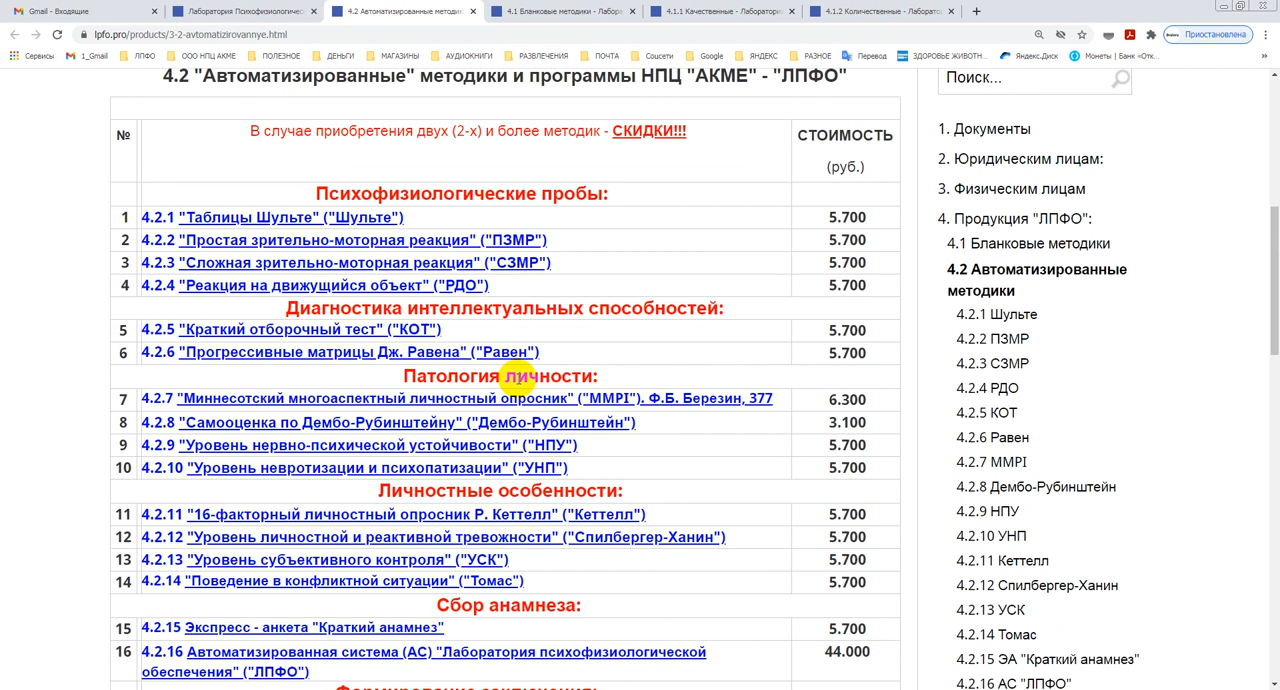 Gmail - Входящие
Лаборатория Психофизиологичес
4.2 Автоматизированные методик
4.1 Бланковые методики - Лабора
4.1.1 Качественные - Лаборатори
4.1.2 Количественные - Лаборато
lpfo.pro/products/3-2-avtomatizirovannye.html
Приостановлена
Сервисы
1_Gmail
ЛПФО
ООО НПЦ АКМЕ
ПОЛЕЗНОЕ
ДЕНЬГИ
МАГАЗИНЫ
АУДИОКНИГИ
РАЗВЛЕЧЕНИЯ
ПОЧТА
Соцсети
Google
ЯНДЕКС
РАЗНОЕ
Перевод
ЗДОРОВЬЕ ЖИВОТН...
Яндекс.Диск
Монеты | Банк «Отк...
4.2 "Автоматизированные" методики и программы НПЦ "АКМЕ" - "ЛПФО"
№
В случае приобретения двух (2-х) и более методик - СКИДКИ!!!
СТОИМОСТЬ
(руб.)
Психофизиологические пробы:
1 4.2.1 "Таблицы Шульте" ("Шульте") 5.700
2 4.2.2 "Простая зрительно-моторная реакция" ("ПЗМР") 5.700
3 4.2.3 "Сложная зрительно-моторная реакция" ("СЗМР") 5.700
4 4.2.4 "Реакция на движущийся объект" ("РДО") 5.700
Диагностика интеллектуальных способностей:
5 4.2.5 "Краткий отборочный тест" ("КОТ") 5.700
6 4.2.6 "Прогрессивные матрицы Дж. Равена" ("Равен") 5.700
Патология личности:
7 4.2.7 "Миннесотский многоаспектный личностный опросник" ("MMPI"). Ф.Б. Березин, 377 6.300
8 4.2.8 "Самооценка по Дембо-Рубинштейну" ("Дембо-Рубинштейн") 3.100
9 4.2.9 "Уровень нервно-психической устойчивости" ("НПУ") 5.700
10 4.2.10 "Уровень невротизации и психопатизации" ("УНП") 5.700
Личностные особенности:
11 4.2.11 "16-факторный личностный опросник Р. Кеттелл" ("Кеттелл") 5.700
12 4.2.12 "Уровень личностной и реактивной тревожности" ("Спилбергер-Ханин") 5.700
13 4.2.13 "Уровень субъективного контроля" ("УСК") 5.700
14 4.2.14 "Поведение в конфликтной ситуации" ("Томас") 5.700
Сбор анамнеза:
15 4.2.15 Экспресс - анкета "Краткий анамнез" 5.700
16 4.2.16 Автоматизированная система (АС) "Лаборатория психофизиологической 44.000
обеспечения" ("ЛПФО")
Формирование заключения:
Поиск...
1. Документы
2. Юридическим лицам:
3. Физическим лицам
4. Продукция "ЛПФО":
4.1 Бланковые методики
4.2 Автоматизированные
методики
4.2.1 Шульте
4.2.2 ПЗМР
4.2.3 СЗМР
4.2.4 РДО
4.2.5 КОТ
4.2.6 Равен
4.2.7 MMPI
4.2.8 Дембо-Рубинштейн
4.2.9 НПУ
4.2.10 УНП
4.2.11 Кеттелл
4.2.12 Спилбергер-Ханин
4.2.13 УСК
4.2.14 Томас
4.2.15 ЭА "Краткий анамнез"
4.2.16 АС "ЛПФО"